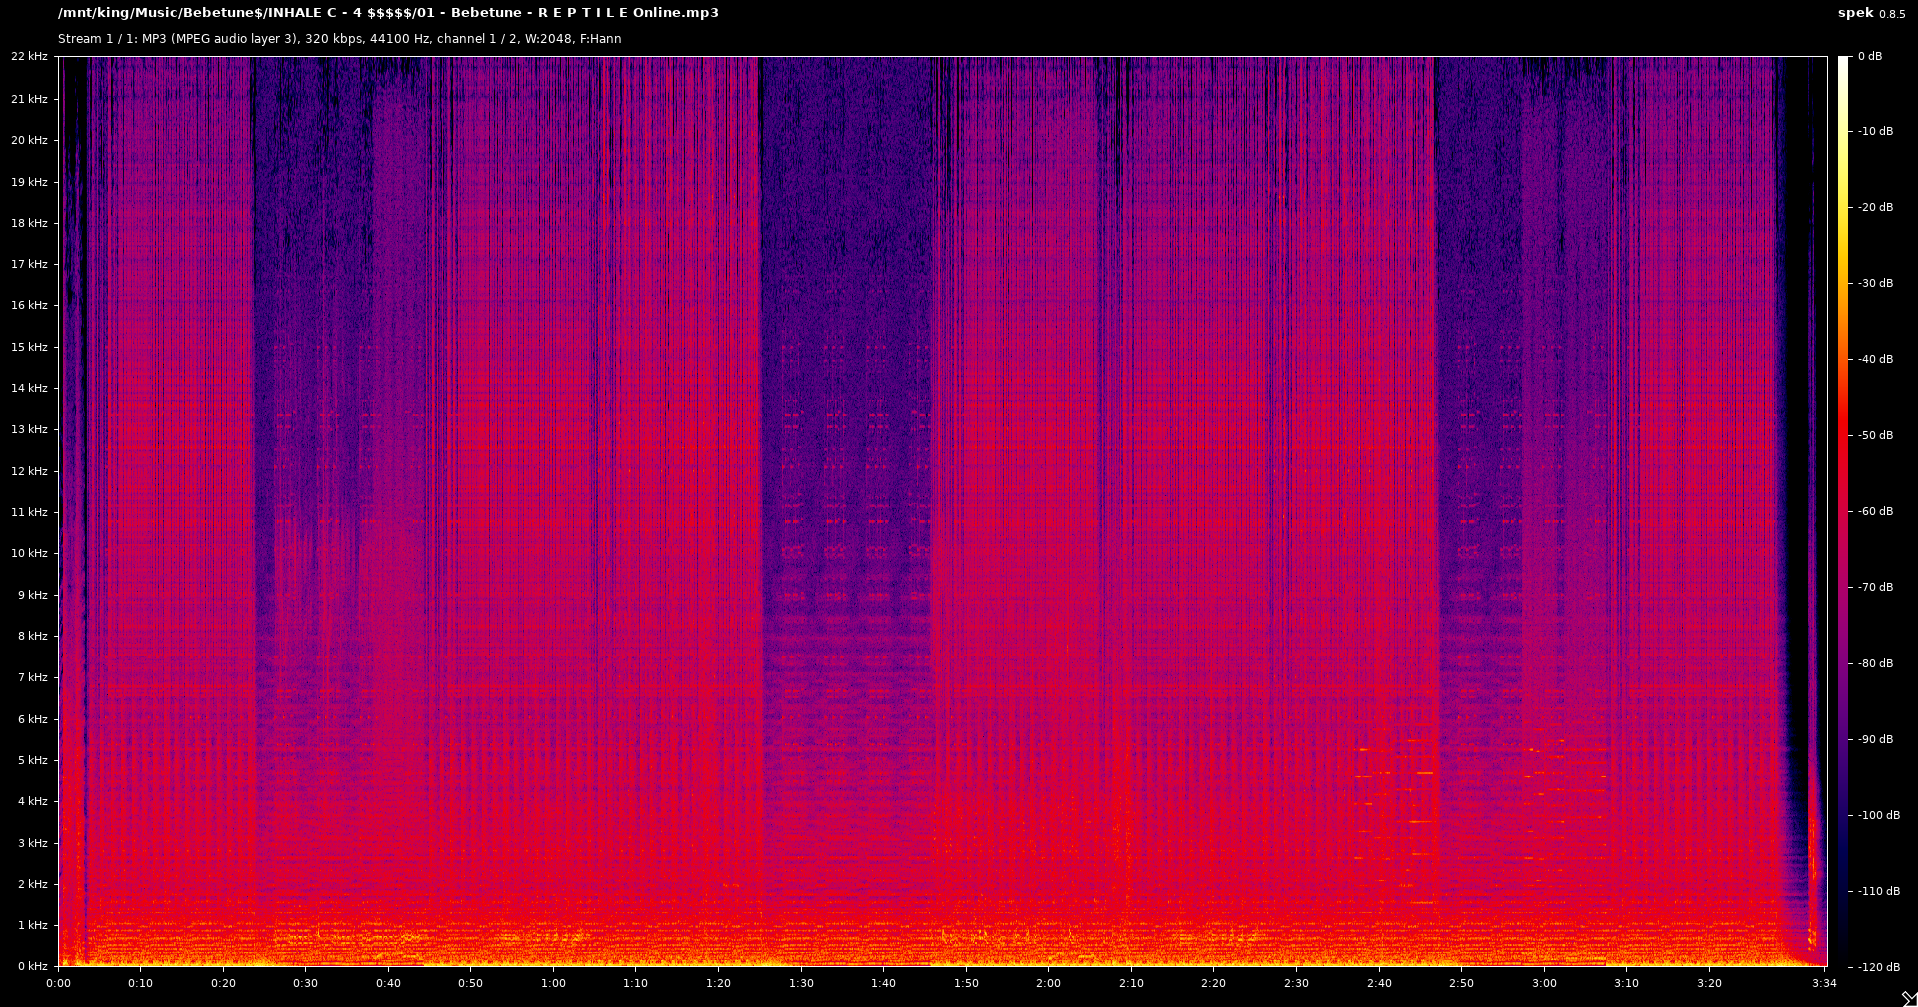 /mnt/king/Music/Bebetune$/INHALE C - 4 $$$$$/01 - Bebetune - R E P T I L E Online.mp3
spek 0.8.5
Stream 1 / 1: MP3 (MPEG audio layer 3), 320 kbps, 44100 Hz, channel 1 / 2, W:2048, F:Hann
22 kHz
21 kHz
20 kHz
19 kHz
18 kHz
17 kHz
16 kHz
15 kHz
14 kHz
13 kHz
12 kHz
11 kHz
10 kHz
9 kHz
8 kHz
7 kHz
6 kHz
5 kHz
4 kHz
3 kHz
2 kHz
1 kHz
0 kHz
0 dB
-10 dB
-20 dB
-30 dB
-40 dB
-50 dB
-60 dB
-70 dB
-80 dB
-90 dB
-100 dB
-110 dB
-120 dB
0:00 0:10 0:20 0:30 0:40 0:50 1:00 1:10 1:20 1:30 1:40 1:50 2:00 2:10 2:20 2:30 2:40 2:50 3:00 3:10 3:20 3:34